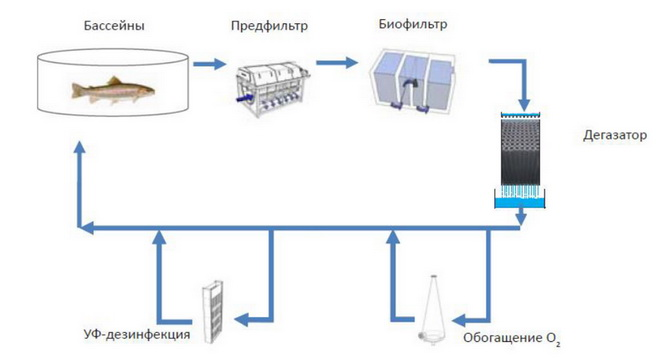 Бассейны
Предфильтр
Биофильтр
Дегазатор
УФ-дезинфекция
Обогащение O₂